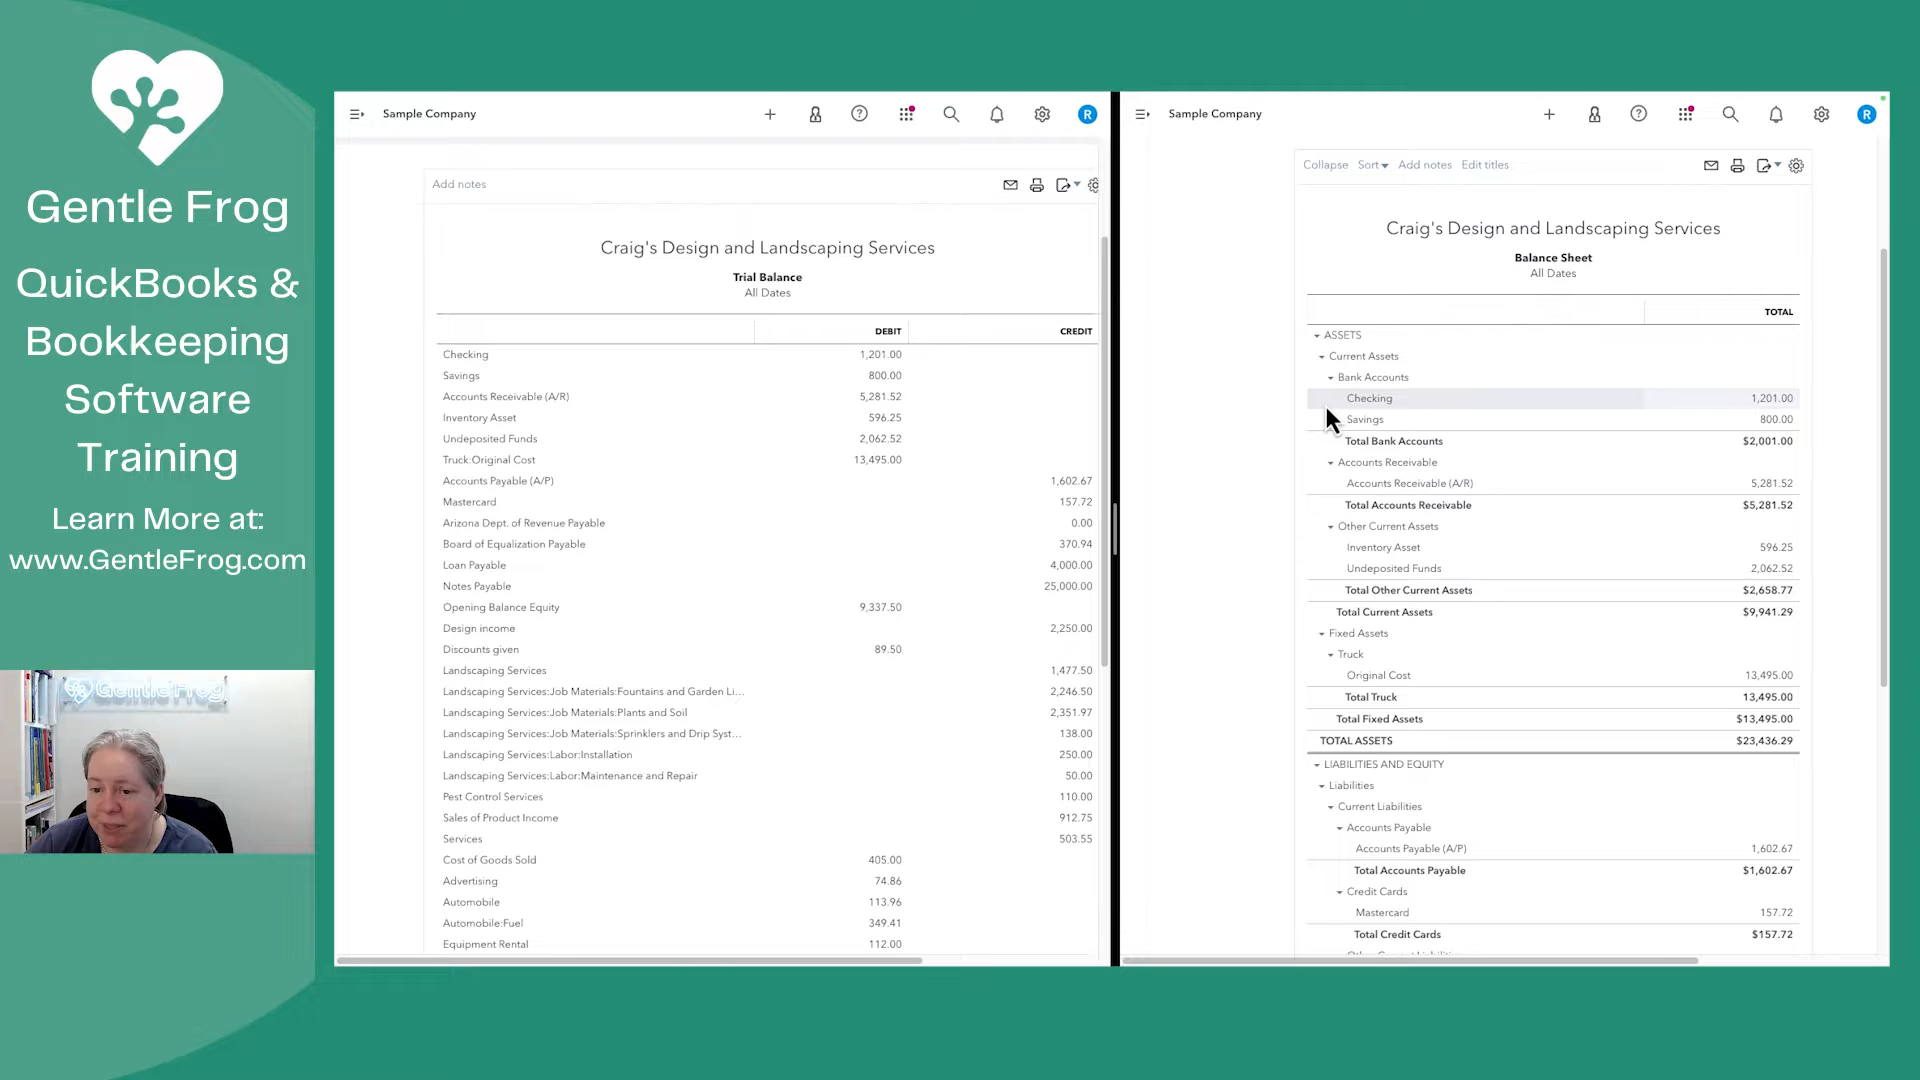 Gentle Frog
QuickBooks &
Bookkeeping
Software
Training
Learn More at:
www.GentleFrog.com
Gentle Frog
Sample Company
R
Add notes
Craig's Design and Landscaping Services
Trial Balance
All Dates
DEBIT CREDIT
Checking 1,201.00
Savings 800.00
Accounts Receivable (A/R) 5,281.52
Inventory Asset 596.25
Undeposited Funds 2,062.52
Truck:Original Cost 13,495.00
Accounts Payable (A/P) 1,602.67
Mastercard 157.72
Arizona Dept. of Revenue Payable 0.00
Board of Equalization Payable 370.94
Loan Payable 4,000.00
Notes Payable 25,000.00
Opening Balance Equity 9,337.50
Design income 2,250.00
Discounts given 89.50
Landscaping Services 1,477.50
Landscaping Services:Job Materials:Fountains and Garden Li... 2,246.50
Landscaping Services:Job Materials:Plants and Soil 2,351.97
Landscaping Services:Job Materials:Sprinklers and Drip Syst... 138.00
Landscaping Services:Labor:Installation 250.00
Landscaping Services:Labor:Maintenance and Repair 50.00
Pest Control Services 110.00
Sales of Product Income 912.75
Services 503.55
Cost of Goods Sold 405.00
Advertising 74.86
Automobile 113.96
Automobile:Fuel 349.41
Equipment Rental 112.00
Sample Company
R
Collapse Sort Add notes Edit titles
Craig's Design and Landscaping Services
Balance Sheet
All Dates
TOTAL
ASSETS
Current Assets
Bank Accounts
Checking 1,201.00
Savings 800.00
Total Bank Accounts $2,001.00
Accounts Receivable
Accounts Receivable (A/R) 5,281.52
Total Accounts Receivable $5,281.52
Other Current Assets
Inventory Asset 596.25
Undeposited Funds 2,062.52
Total Other Current Assets $2,658.77
Total Current Assets $9,941.29
Fixed Assets
Truck
Original Cost 13,495.00
Total Truck 13,495.00
Total Fixed Assets $13,495.00
TOTAL ASSETS $23,436.29
LIABILITIES AND EQUITY
Liabilities
Current Liabilities
Accounts Payable
Accounts Payable (A/P) 1,602.67
Total Accounts Payable $1,602.67
Credit Cards
Mastercard 157.72
Total Credit Cards $157.72